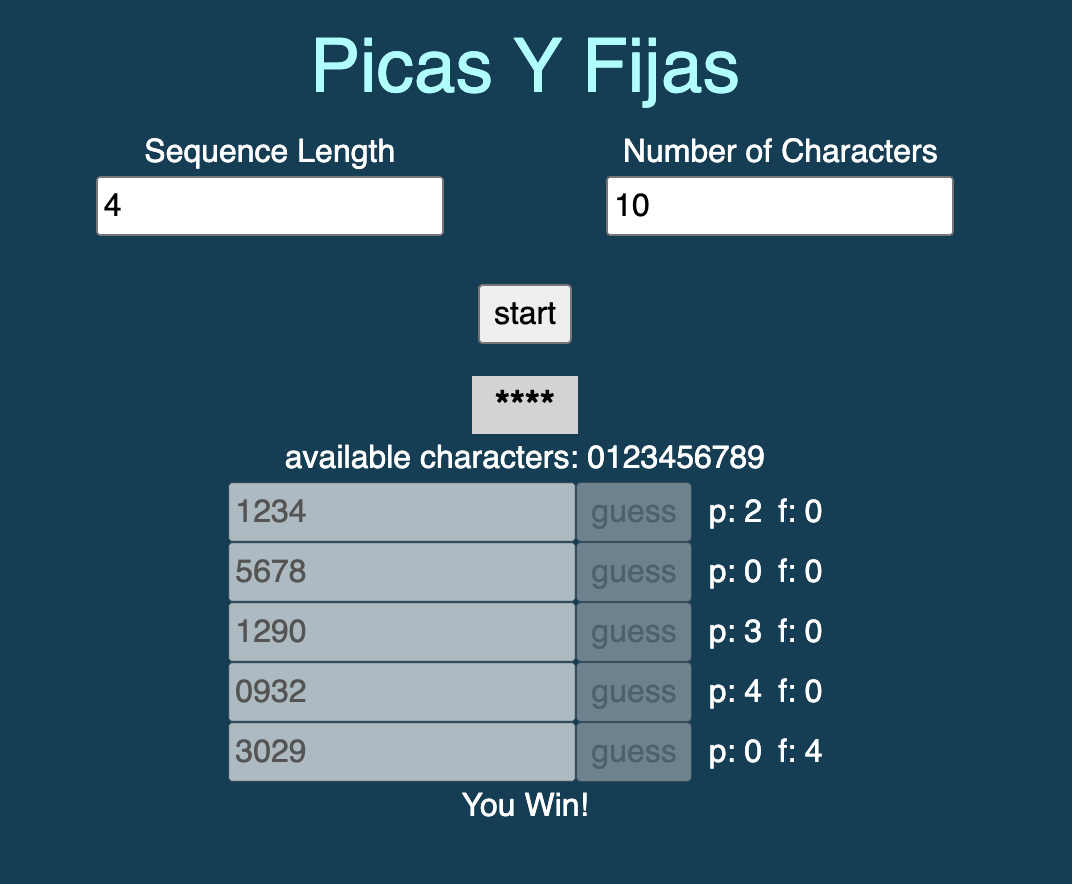 Picas Y Fijas
Sequence Length Number of Characters
4 10
start
****
available characters: 0123456789
1234 guess p: 2 f: 0
5678 guess p: 0 f: 0
1290 guess p: 3 f: 0
0932 guess p: 4 f: 0
3029 guess p: 0 f: 4
You Win!